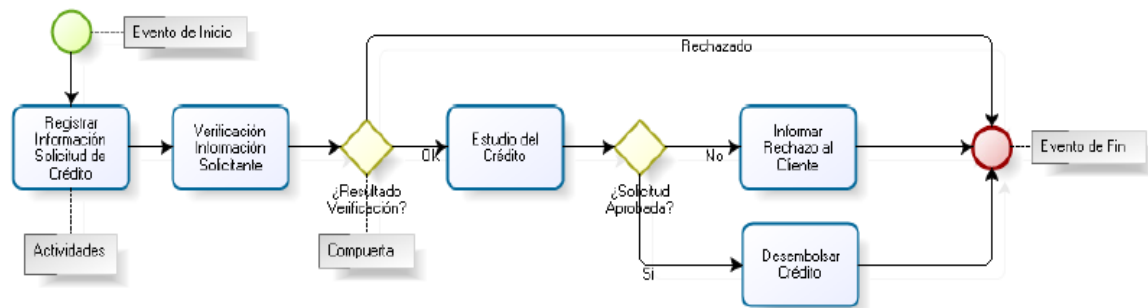 Evento de Inicio
Rechazado
Registrar
Información
Solicitud de
Crédito
Verificación
Información
Solicitante
OK
Estudio del
Crédito
No
Informar
Rechazo al
Cliente
Evento de Fin
¿Resultado
Verificación?
¿Solicitud
Aprobada?
Actividades
Compuerta
Si
Desembolsar
Crédito